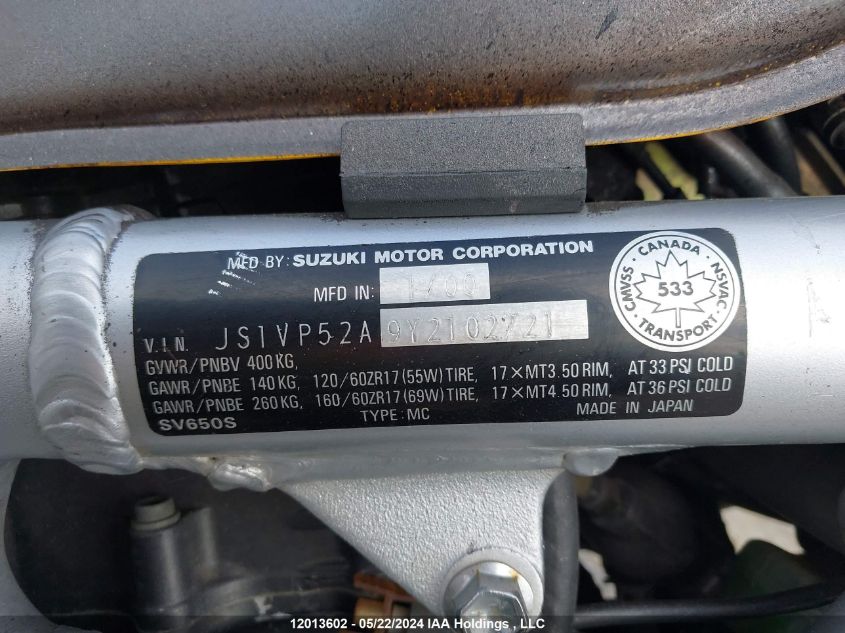 MFD BY: SUZUKI MOTOR CORPORATION
MFD IN: 1/00
V.I.N. JS1VP52A9Y2102721
GVWR/PNBV 400 KG,
GAWR/PNBE 140 KG, 120/60ZR17 (55W) TIRE, 17×MT3.50 RIM, AT 33 PSI COLD
GAWR/PNBE 260 KG, 160/60ZR17 (69W) TIRE, 17×MT4.50 RIM, AT 36 PSI COLD
SV650S TYPE: MC MADE IN JAPAN
CANADA
CMVSS 533 NSVAC
TRANSPORT
12013602 - 05/22/2024 IAA Holdings, LLC